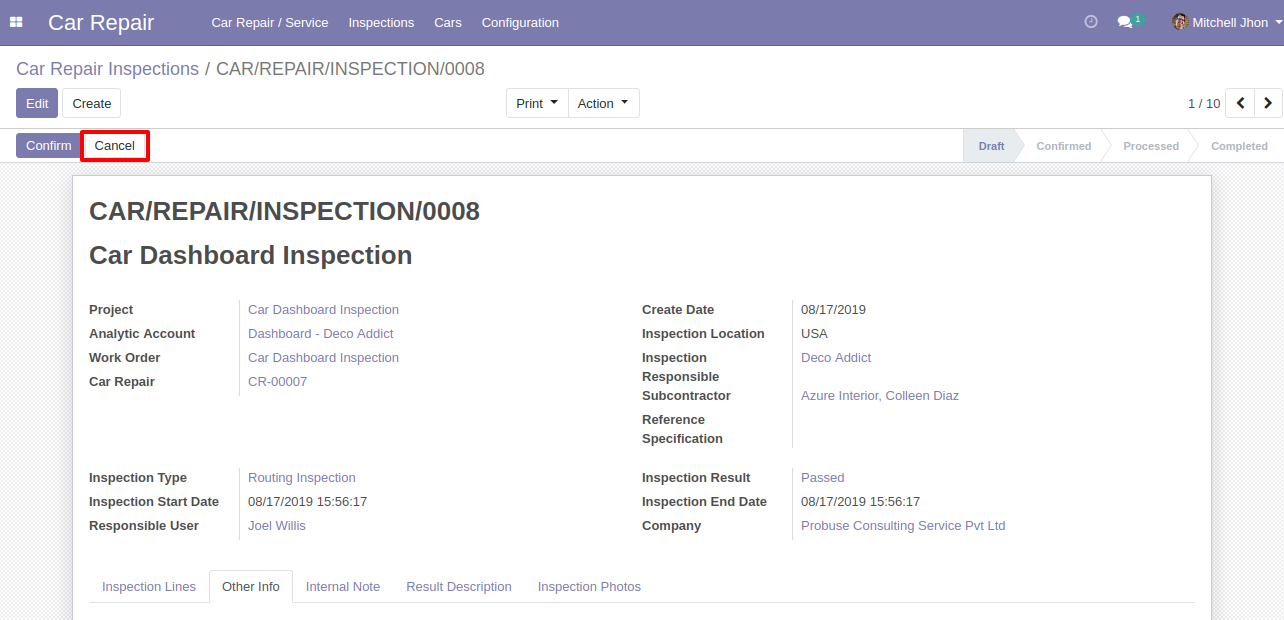 Car Repair Car Repair / Service Inspections Cars Configuration 1 Mitchell Jhon
Car Repair Inspections / CAR/REPAIR/INSPECTION/0008
Edit Create Print Action 1 / 10
Confirm Cancel Draft Confirmed Processed Completed
CAR/REPAIR/INSPECTION/0008
Car Dashboard Inspection
Project Car Dashboard Inspection
Analytic Account Dashboard - Deco Addict
Work Order Car Dashboard Inspection
Car Repair CR-00007
Create Date 08/17/2019
Inspection Location USA
Inspection Deco Addict
Responsible
Subcontractor Azure Interior, Colleen Diaz
Reference
Specification
Inspection Type Routing Inspection
Inspection Start Date 08/17/2019 15:56:17
Responsible User Joel Willis
Inspection Result Passed
Inspection End Date 08/17/2019 15:56:17
Company Probuse Consulting Service Pvt Ltd
Inspection Lines Other Info Internal Note Result Description Inspection Photos